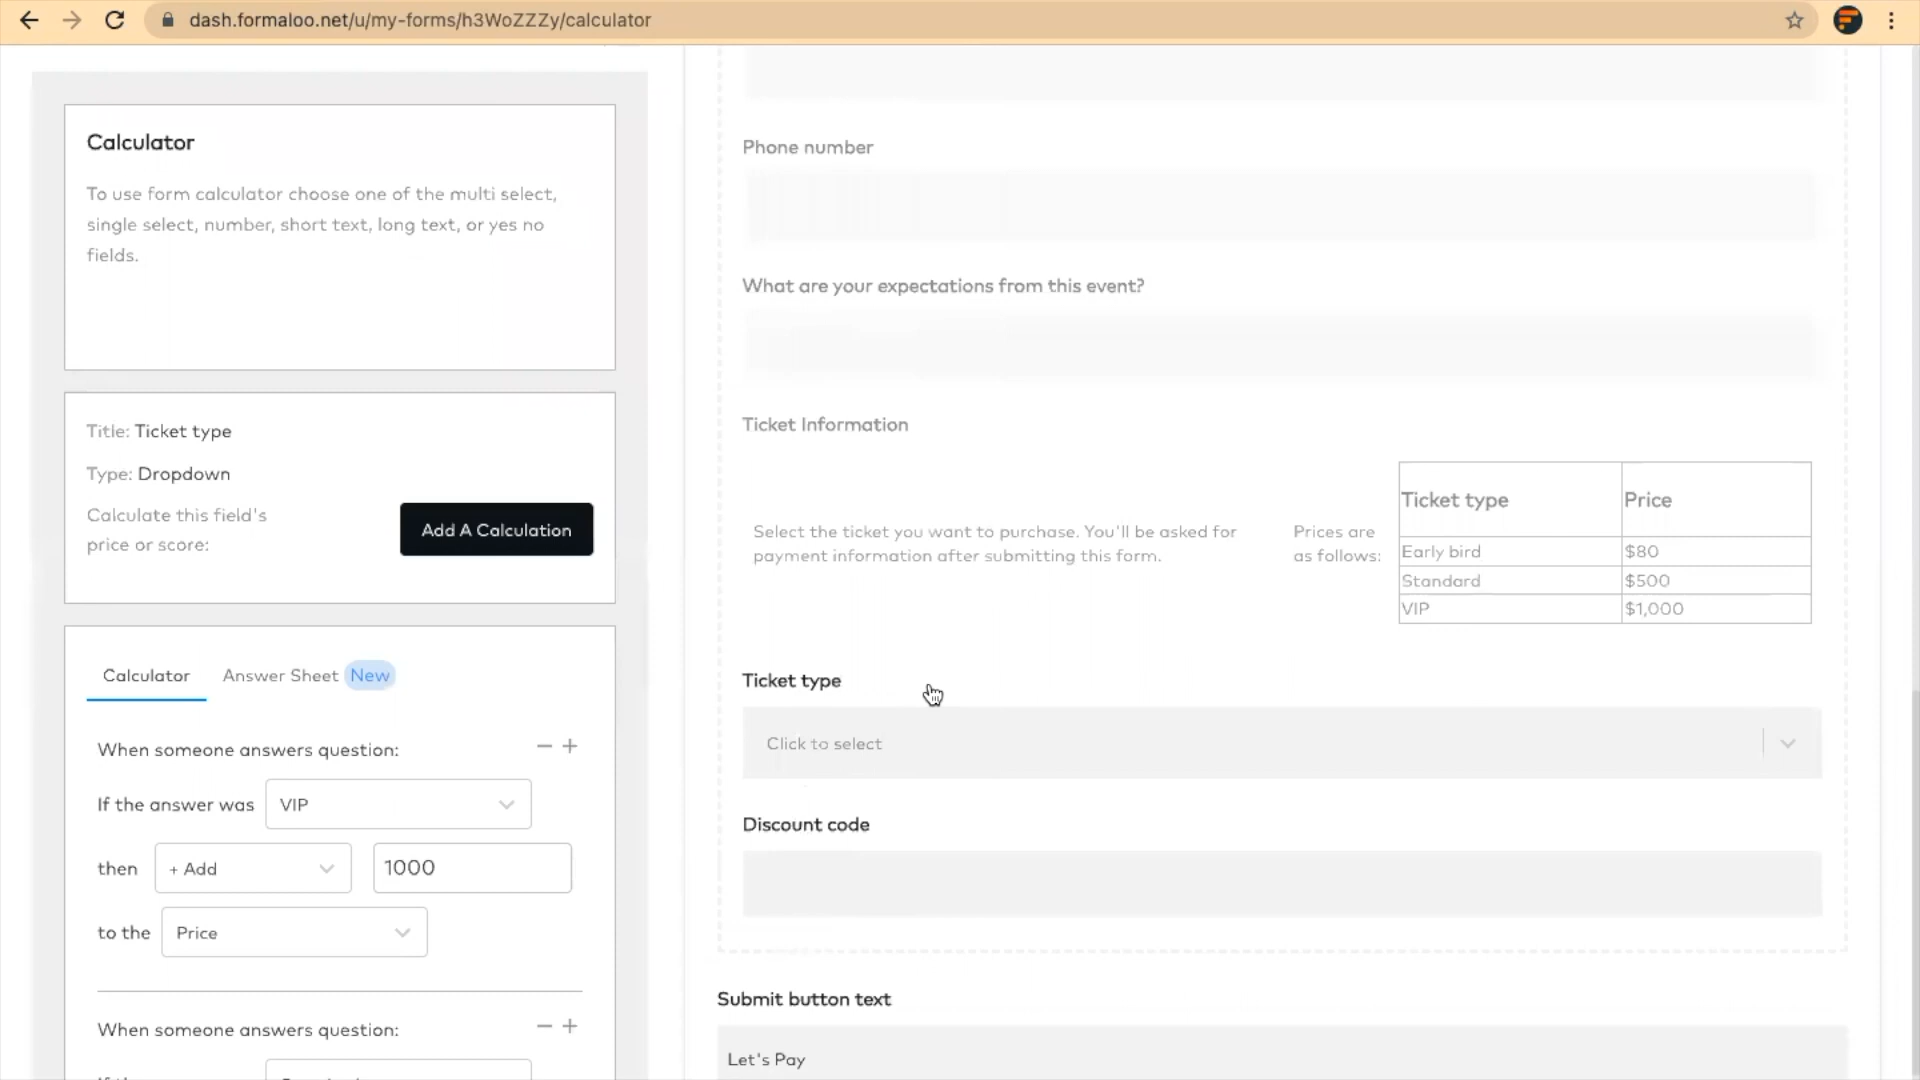 dash.formaloo.net/u/my-forms/h3WoZZZy/calculator
Calculator
To use form calculator choose one of the multi select,
single select, number, short text, long text, or yes no
fields.
Title: Ticket type
Type: Dropdown
Calculate this field's
price or score:
Add A Calculation
Calculator
Answer Sheet
New
When someone answers question:
If the answer was
VIP
then
+ Add
1000
to the
Price
When someone answers question:
Phone number
What are your expectations from this event?
Ticket Information
Select the ticket you want to purchase. You'll be asked for
payment information after submitting this form.
Prices are
as follows:
Ticket type
Price
Early bird
$80
Standard
$500
VIP
$1,000
Ticket type
Click to select
Discount code
Submit button text
Let's Pay